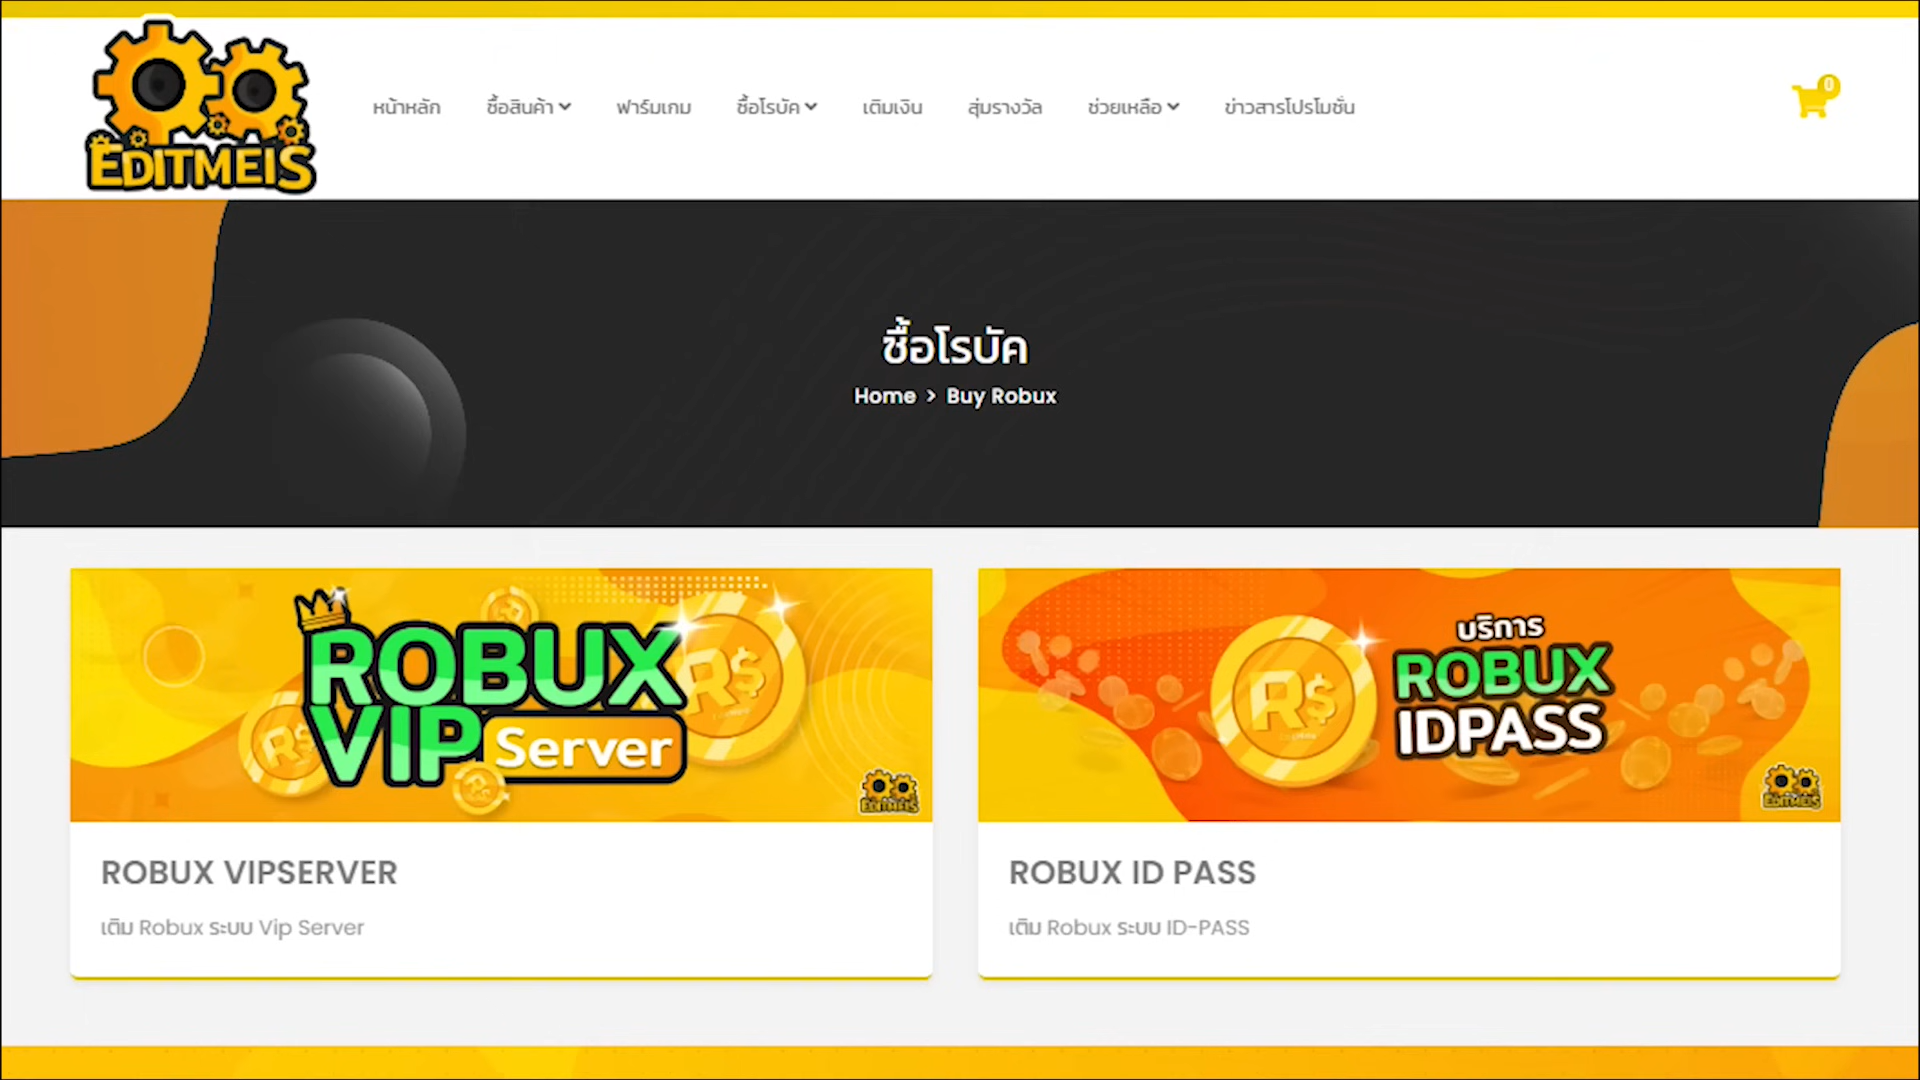 EDITMEIS
หน้าหลัก
ซื้อสินค้า
ฟาร์มเกม
ซื้อโรบัค
เติมเงิน
สุ่มรางวัล
ช่วยเหลือ
ข่าวสารโปรโมชั่น
0
ซื้อโรบัค
Home > Buy Robux
ROBUX
VIP Server
R$
R$
EDITMEIS
บริการ
ROBUX
IDPASS
R$
EDITMEIS
ROBUX VIPSERVER
เติม Robux ระบบ Vip Server
ROBUX ID PASS
เติม Robux ระบบ ID-PASS